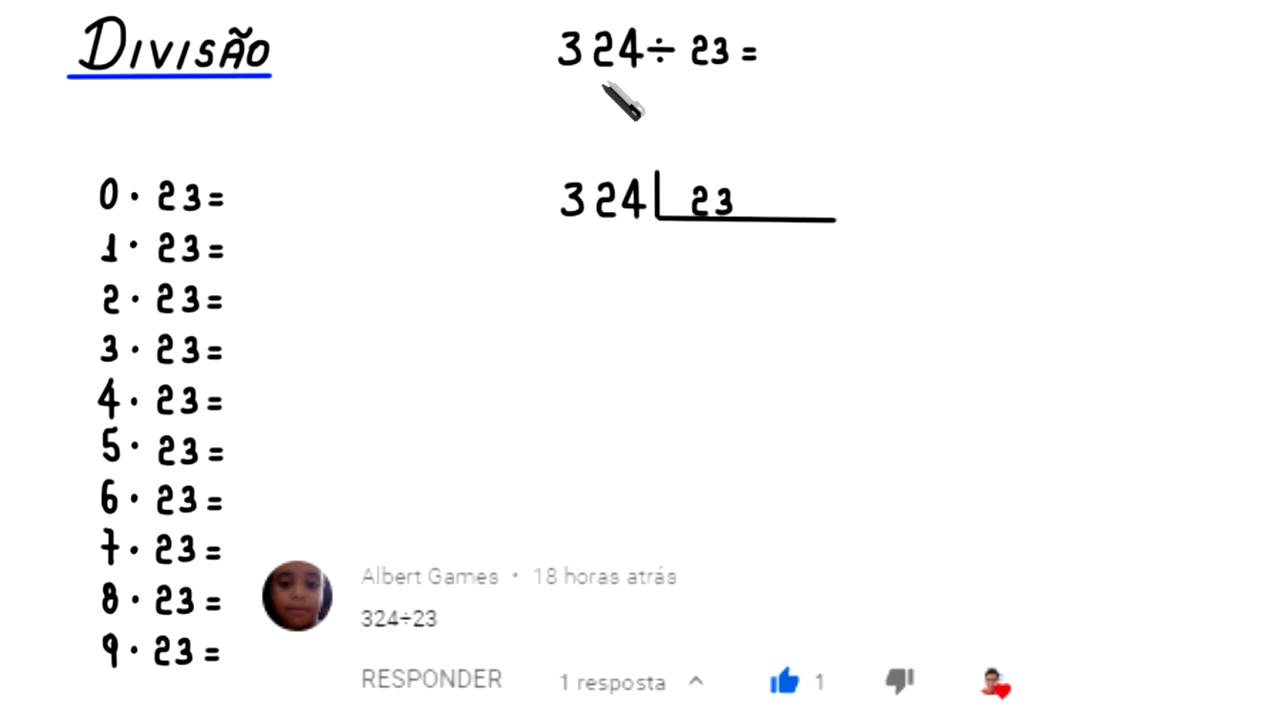 DIVISÃO
324÷ 23 =
324 23
0 · 23=
1 · 23=
2 · 23=
3 · 23=
4 · 23=
5 · 23=
6 · 23=
7 · 23=
8 · 23=
9 · 23=
Albert Games · 18 horas atrás
324÷23
RESPONDER 1 resposta 1